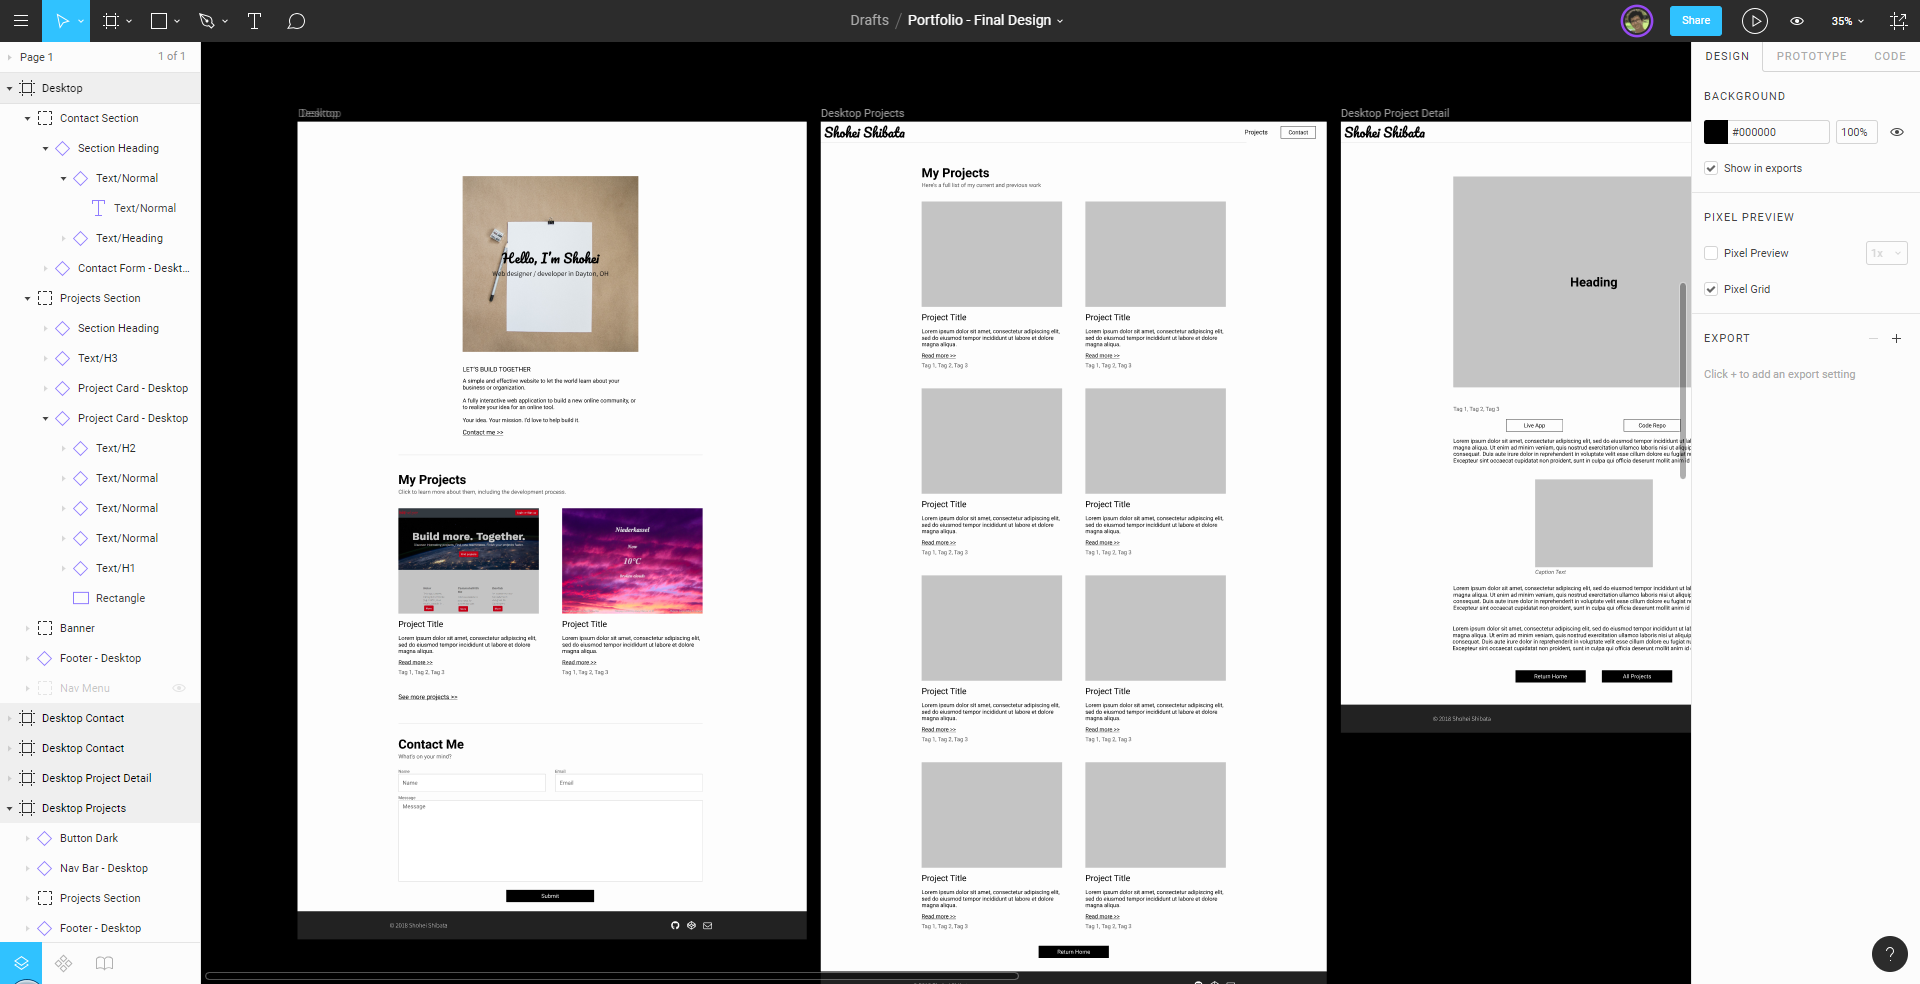 Drafts / Portfolio - Final Design
Share
35%
Page 1
1 of 1
Desktop
Contact Section
Section Heading
Text/Normal
Text/Normal
Text/Heading
Contact Form - Deskt...
Projects Section
Section Heading
Text/H3
Project Card - Desktop
Project Card - Desktop
Text/H2
Text/Normal
Text/Normal
Text/Normal
Text/H1
Rectangle
Banner
Footer - Desktop
Nav Menu
Desktop Contact
Desktop Contact
Desktop Project Detail
Desktop Projects
Button Dark
Nav Bar - Desktop
Projects Section
Footer - Desktop
Desktop
Hello, I'm Shohei
Web designer / developer in Dayton, OH
LET'S BUILD TOGETHER
A simple and effective website to let the world learn about your
business or organization.
A fully interactive web application to build a new online community, or
to realize your idea for an online tool.
Your idea. Your mission. I'd love to help build it.
Contact me >>
My Projects
Click to learn more about them, including the development process.
Build more. Together.
Niederkassel
Now
10°C
Project Title
Lorem ipsum dolor sit amet, consectetur adipiscing elit,
sed do eiusmod tempor incididunt ut labore et dolore
magna aliqua.
Read more >>
Tag 1, Tag 2, Tag 3
Project Title
Lorem ipsum dolor sit amet, consectetur adipiscing elit,
sed do eiusmod tempor incididunt ut labore et dolore
magna aliqua.
Read more >>
Tag 1, Tag 2, Tag 3
See more projects >>
Contact Me
What's on your mind?
Name
Email
Name
Email
Message
Message
Submit
© 2018 Shohei Shibata
Desktop Projects
Shohei Shibata
Projects
Contact
My Projects
Here's a full list of my current and previous work
Project Title
Lorem ipsum dolor sit amet, consectetur adipiscing elit,
sed do eiusmod tempor incididunt ut labore et dolore
magna aliqua.
Read more >>
Tag 1, Tag 2, Tag 3
Project Title
Lorem ipsum dolor sit amet, consectetur adipiscing elit,
sed do eiusmod tempor incididunt ut labore et dolore
magna aliqua.
Read more >>
Tag 1, Tag 2, Tag 3
Project Title
Lorem ipsum dolor sit amet, consectetur adipiscing elit,
sed do eiusmod tempor incididunt ut labore et dolore
magna aliqua.
Read more >>
Tag 1, Tag 2, Tag 3
Project Title
Lorem ipsum dolor sit amet, consectetur adipiscing elit,
sed do eiusmod tempor incididunt ut labore et dolore
magna aliqua.
Read more >>
Tag 1, Tag 2, Tag 3
Project Title
Lorem ipsum dolor sit amet, consectetur adipiscing elit,
sed do eiusmod tempor incididunt ut labore et dolore
magna aliqua.
Read more >>
Tag 1, Tag 2, Tag 3
Project Title
Lorem ipsum dolor sit amet, consectetur adipiscing elit,
sed do eiusmod tempor incididunt ut labore et dolore
magna aliqua.
Read more >>
Tag 1, Tag 2, Tag 3
Project Title
Lorem ipsum dolor sit amet, consectetur adipiscing elit,
sed do eiusmod tempor incididunt ut labore et dolore
magna aliqua.
Read more >>
Tag 1, Tag 2, Tag 3
Project Title
Lorem ipsum dolor sit amet, consectetur adipiscing elit,
sed do eiusmod tempor incididunt ut labore et dolore
magna aliqua.
Read more >>
Tag 1, Tag 2, Tag 3
Return Home
Desktop Project Detail
Shohei Shibata
Heading
Tag 1, Tag 2, Tag 3
Live App
Code Repo
Lorem ipsum dolor sit amet, consectetur adipiscing elit, sed do eiusmod tempor incididunt ut
magna aliqua. Ut enim ad minim veniam, quis nostrud exercitation ullamco laboris nisi ut
consequat. Duis aute irure dolor in reprehenderit in voluptate velit esse cillum dolore eu
Excepteur sint occaecat cupidatat non proident, sunt in culpa qui officia deserunt mollit anim
Caption Text
Lorem ipsum dolor sit amet, consectetur adipiscing elit, sed do eiusmod tempor incididunt ut
magna aliqua. Ut enim ad minim veniam, quis nostrud exercitation ullamco laboris nisi ut
consequat. Duis aute irure dolor in reprehenderit in voluptate velit esse cillum dolore eu
Excepteur sint occaecat cupidatat non proident, sunt in culpa qui officia deserunt mollit anim id
Lorem ipsum dolor sit amet, consectetur adipiscing elit, sed do eiusmod tempor incididunt ut
magna aliqua. Ut enim ad minim veniam, quis nostrud exercitation ullamco laboris nisi ut
consequat. Duis aute irure dolor in reprehenderit in voluptate velit esse cillum dolore eu
Excepteur sint occaecat cupidatat non proident, sunt in culpa qui officia deserunt mollit anim id
Return Home
All Projects
© 2018 Shohei Shibata
DESIGN
PROTOTYPE
CODE
BACKGROUND
#000000
100%
Show in exports
PIXEL PREVIEW
Pixel Preview
1x
Pixel Grid
EXPORT
Click + to add an export setting
?